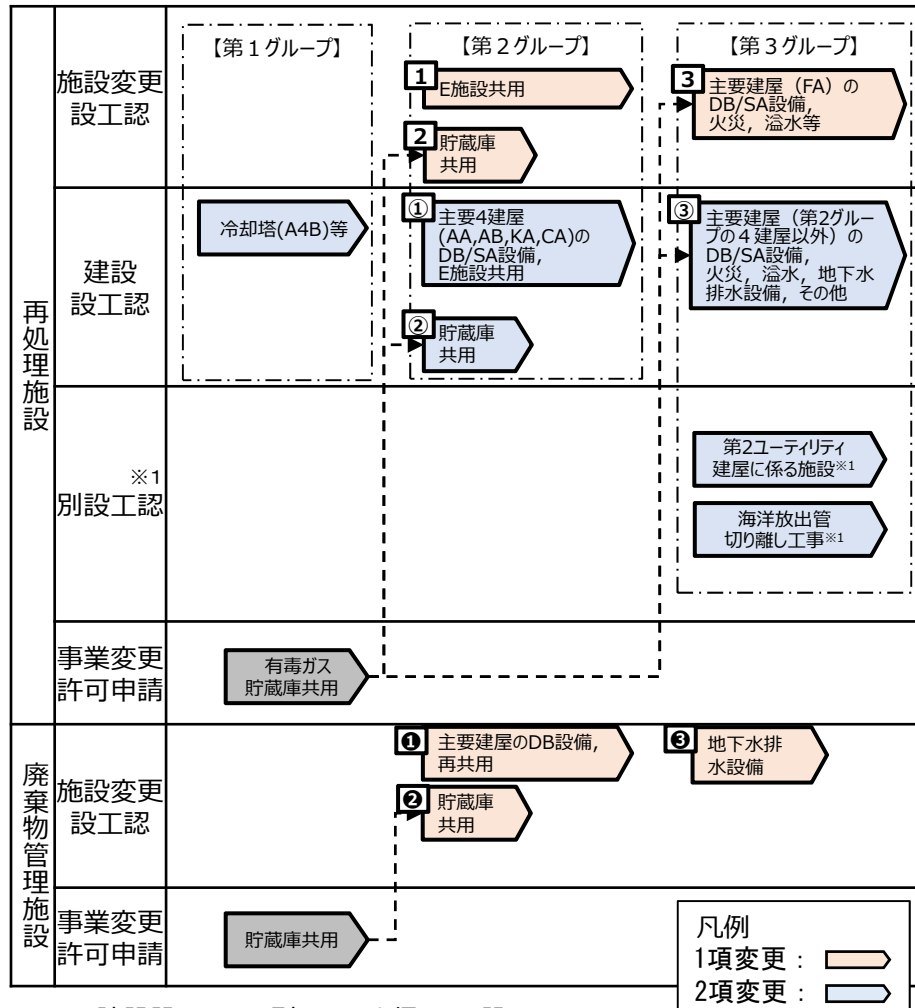 【第１グループ】
【第２グループ】
【第３グループ】
再処理施設
施設変更
設工認
1
E施設共用
2
貯蔵庫
共用
3
主要建屋（FA）の
DB/SA設備，
火災，溢水等
建設
設工認
冷却塔(A4B)等
①
主要4建屋
(AA,AB,KA,CA)の
DB/SA設備，
E施設共用
②
貯蔵庫
共用
③
主要建屋（第2グルー
プの４建屋以外）の
DB/SA設備，
火災，溢水，地下水
排水設備，その他
※1
別設工認
第2ユーティリティ
建屋に係る施設※1
海洋放出管
切り離し工事※1
事業変更
許可申請
有毒ガス
貯蔵庫共用
廃棄物管理施設
施設変更
設工認
❶
主要建屋のDB設備，
再共用
❷
貯蔵庫
共用
❸
地下水排
水設備
事業変更
許可申請
貯蔵庫共用
凡例
1項変更：
2項変更：